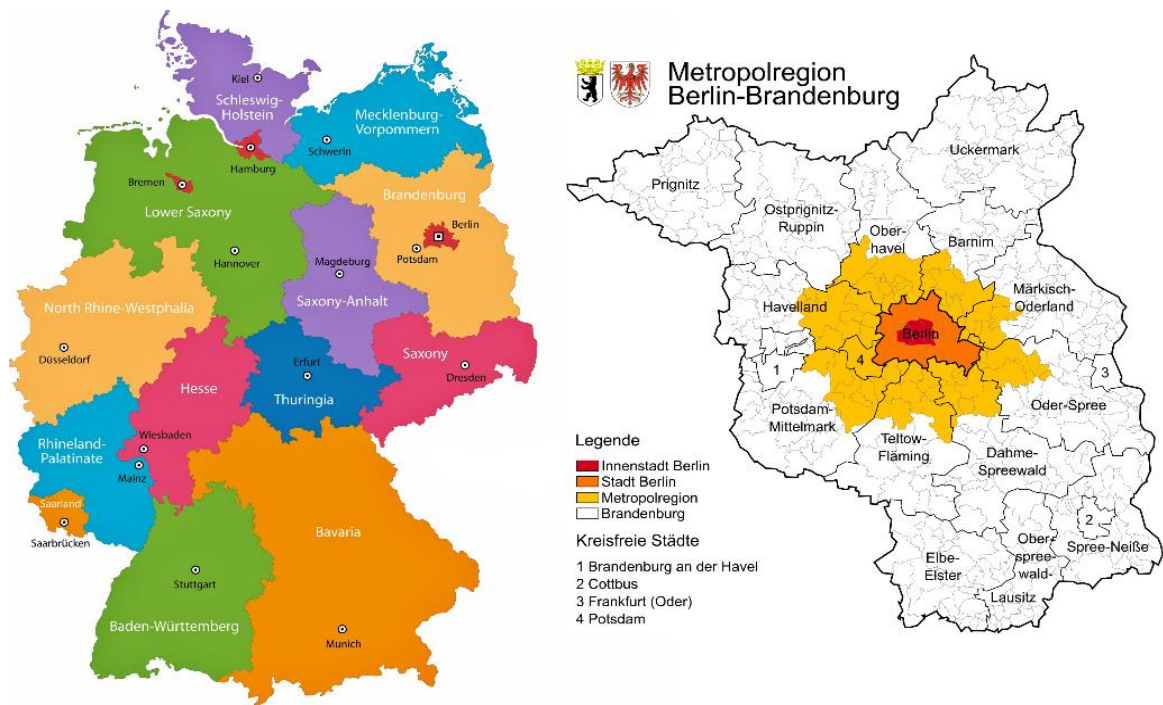 Kiel
Schleswig-
Holstein
Mecklenburg-
Vorpommern
Schwerin
Hamburg
Bremen
Lower Saxony
Brandenburg
Berlin
Potsdam
Hannover
Magdeburg
Saxony-Anhalt
North Rhine-Westphalia
Düsseldorf
Hesse
Erfurt
Thuringia
Saxony
Dresden
Rhineland-
Palatinate
Wiesbaden
Mainz
Saarland
Saarbrücken
Bavaria
Stuttgart
Baden-Württemberg
Munich
Metropolregion
Berlin-Brandenburg
Prignitz
Uckermark
Ostprignitz-
Ruppin
Ober-
havel
Barnim
Havelland
Märkisch-
Oderland
Berlin
1
4
3
Potsdam-
Mittelmark
Oder-Spree
Teltow-
Fläming
Dahme-
Spreewald
2
Spree-Neiße
Elbe-
Elster
Ober-
spree-
wald-
Lausitz
Legende
Innenstadt Berlin
Stadt Berlin
Metropolregion
Brandenburg
Kreisfreie Städte
1 Brandenburg an der Havel
2 Cottbus
3 Frankfurt (Oder)
4 Potsdam